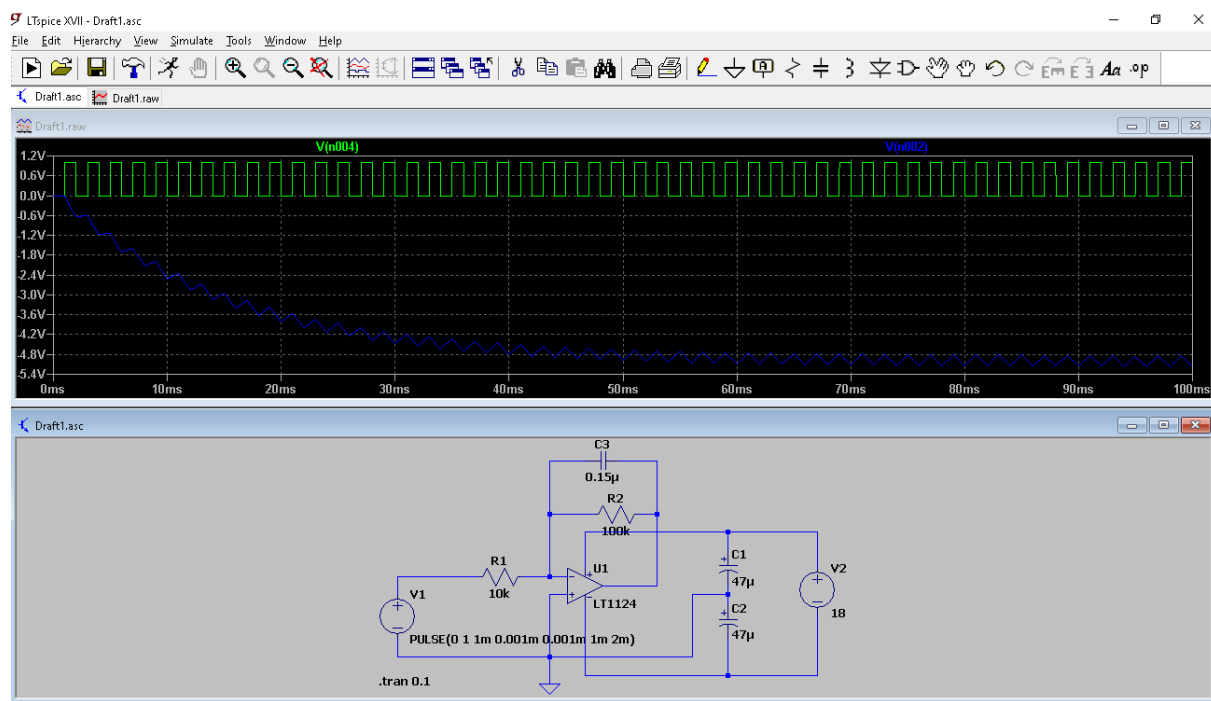 LTspice XVII - Draft1.asc
File Edit Hierarchy View Simulate Tools Window Help
Aa .op
Draft1.asc Draft1.raw
Draft1.raw
V(n004) V(n002)
1.2V
0.6V
0.0V
-0.6V
-1.2V
-1.8V
-2.4V
-3.0V
-3.6V
-4.2V
-4.8V
-5.4V
0ms 10ms 20ms 30ms 40ms 50ms 60ms 70ms 80ms 90ms 100ms
Draft1.asc
C3
0.15µ
R2
100k
R1
10k
U1
LT1124
C1
47µ
V2
18
V1
C2
47µ
PULSE(0 1 1m 0.001m 0.001m 1m 2m)
.tran 0.1